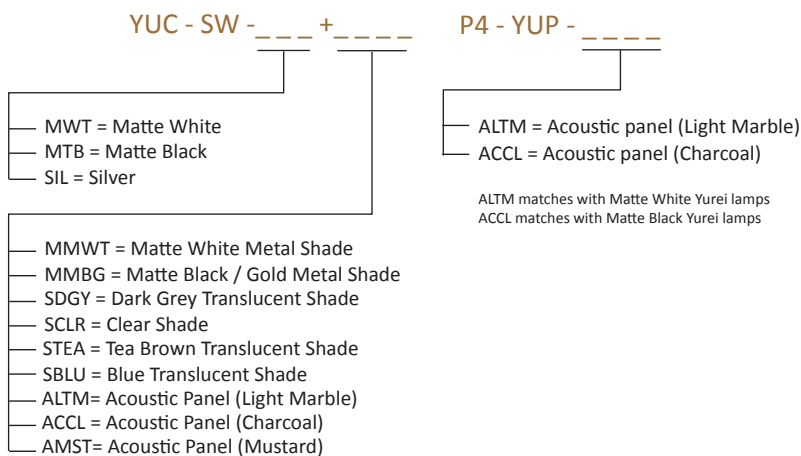 YUC - SW -_ _ _ +_ _ _ _
MWT = Matte White
MTB = Matte Black
SIL = Silver
MMWT = Matte White Metal Shade
MMBG = Matte Black / Gold Metal Shade
SDGY = Dark Grey Translucent Shade
SCLR = Clear Shade
STEA = Tea Brown Translucent Shade
SBLU = Blue Translucent Shade
ALTM= Acoustic Panel (Light Marble)
ACCL = Acoustic Panel (Charcoal)
AMST= Acoustic Panel (Mustard)
P4 - YUP - _ _ _ _
ALTM = Acoustic panel (Light Marble)
ACCL = Acoustic panel (Charcoal)
ALTM matches with Matte White Yurei lamps
ACCL matches with Matte Black Yurei lamps